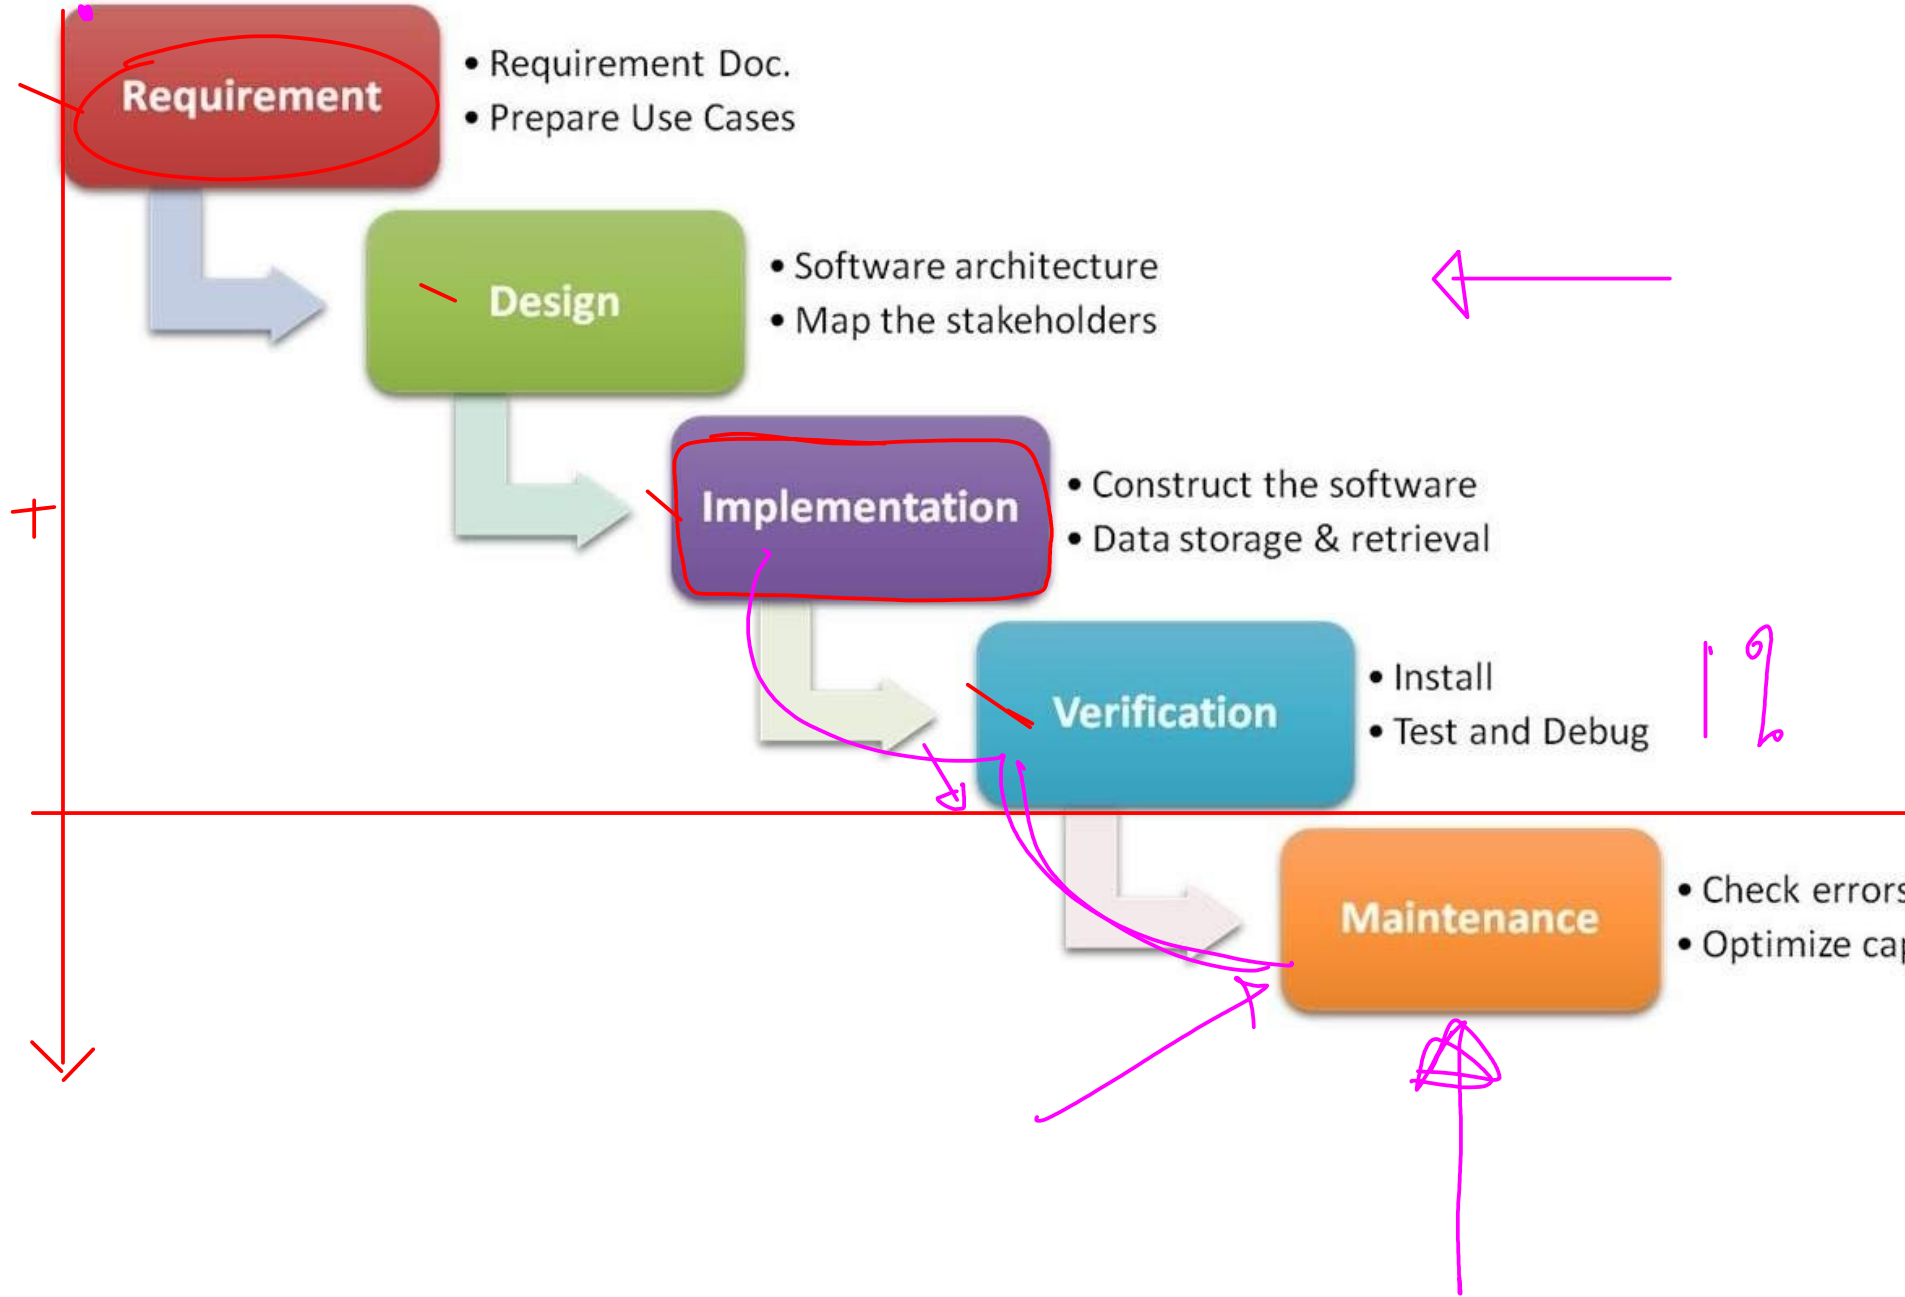 Requirement
• Requirement Doc.
• Prepare Use Cases
Design
• Software architecture
• Map the stakeholders
Implementation
• Construct the software
• Data storage & retrieval
Verification
• Install
• Test and Debug
Maintenance
• Check errors
• Optimize